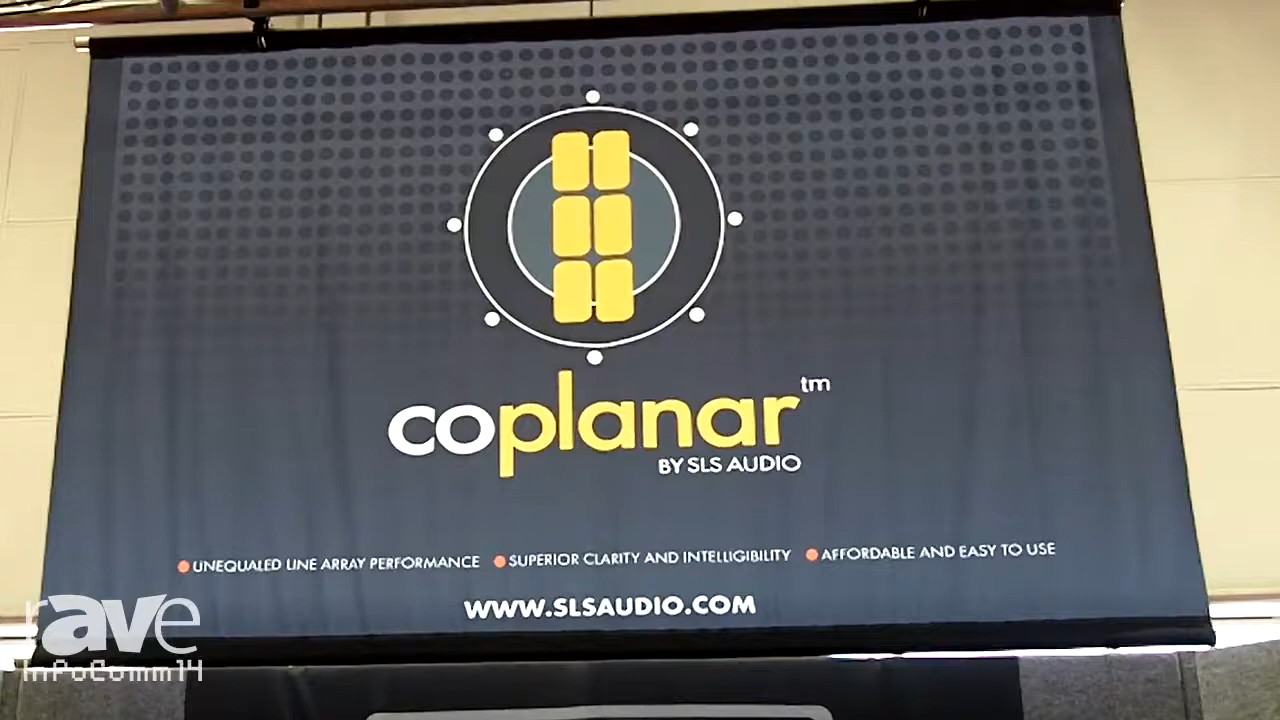 coplanar tm
BY SLS AUDIO
UNEQUALED LINE ARRAY PERFORMANCE SUPERIOR CLARITY AND INTELLIGIBILITY AFFORDABLE AND EASY TO USE
WWW.SLSAUDIO.COM
rAVe
InFoComm14